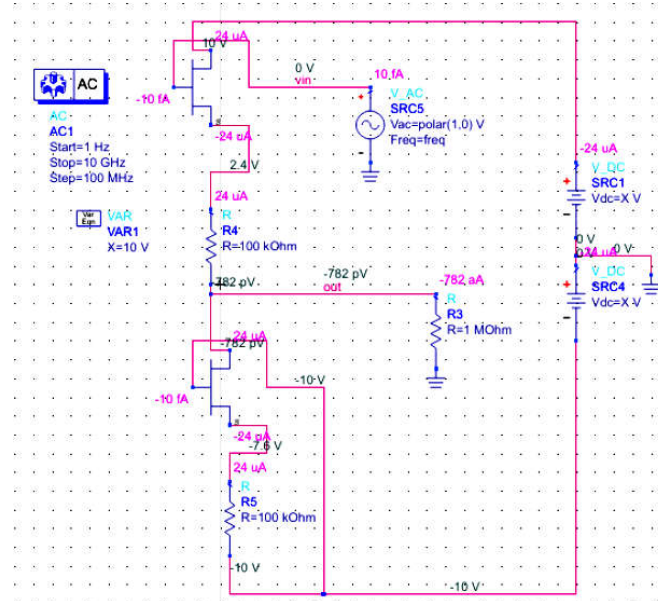 24 uA
10 V
AC
-10 fA
AC
AC1
Start=1 Hz
Stop=10 GHz
Step=100 MHz
0 V
vin
10 fA
V_AC
SRC5
Vac=polar(1,0) V
Freq=freq
s
-24 uA
2.4 V
-24 uA
V_DC
SRC1
Vdc=X V
Var
Eqn
VAR
VAR1
X=10 V
24 uA
R
R4
R=100 kOhm
0 V
0 V
V_DC
SRC4
Vdc=X V
-782 pV
-782 pV
out
-782 aA
R
R3
R=1 MOhm
24 uA
-782 pV
-10 V
-10 fA
s
-24 uA
-7.6 V
24 uA
R
R5
R=100 kOhm
-10 V
-10 V